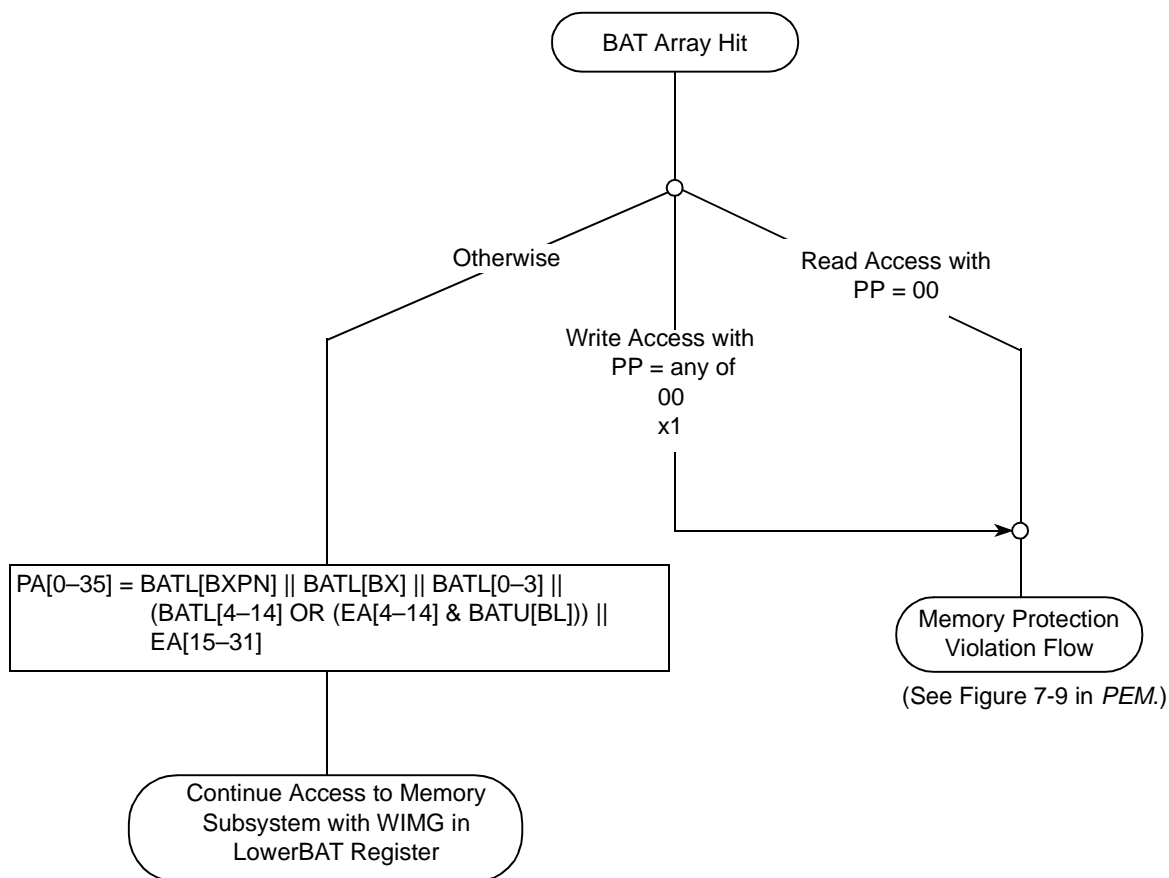 BAT Array Hit
Otherwise
Read Access with
PP = 00
Write Access with
PP = any of
00
x1
PA[0–35] = BATL[BXPN] || BATL[BX] || BATL[0–3] ||
(BATL[4–14] OR (EA[4–14] & BATU[BL])) ||
EA[15–31]
Memory Protection
Violation Flow
(See Figure 7-9 in PEM.)
Continue Access to Memory
Subsystem with WIMG in
LowerBAT Register